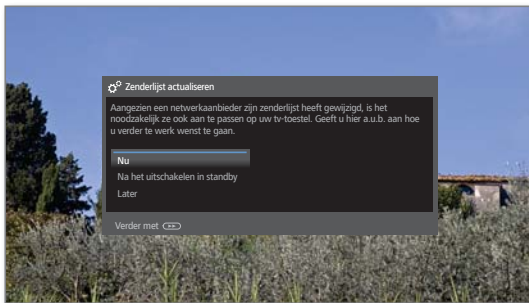 Zenderlijst actualiseren
Aangezien een netwerkaanbieder zijn zenderlijst heeft gewijzigd, is het
noodzakelijk ze ook aan te passen op uw tv-toestel. Geeft u hier a.u.b. aan hoe
u verder te werk wenst te gaan.
Nu
Na het uitschakelen in standby
Later
Verder met